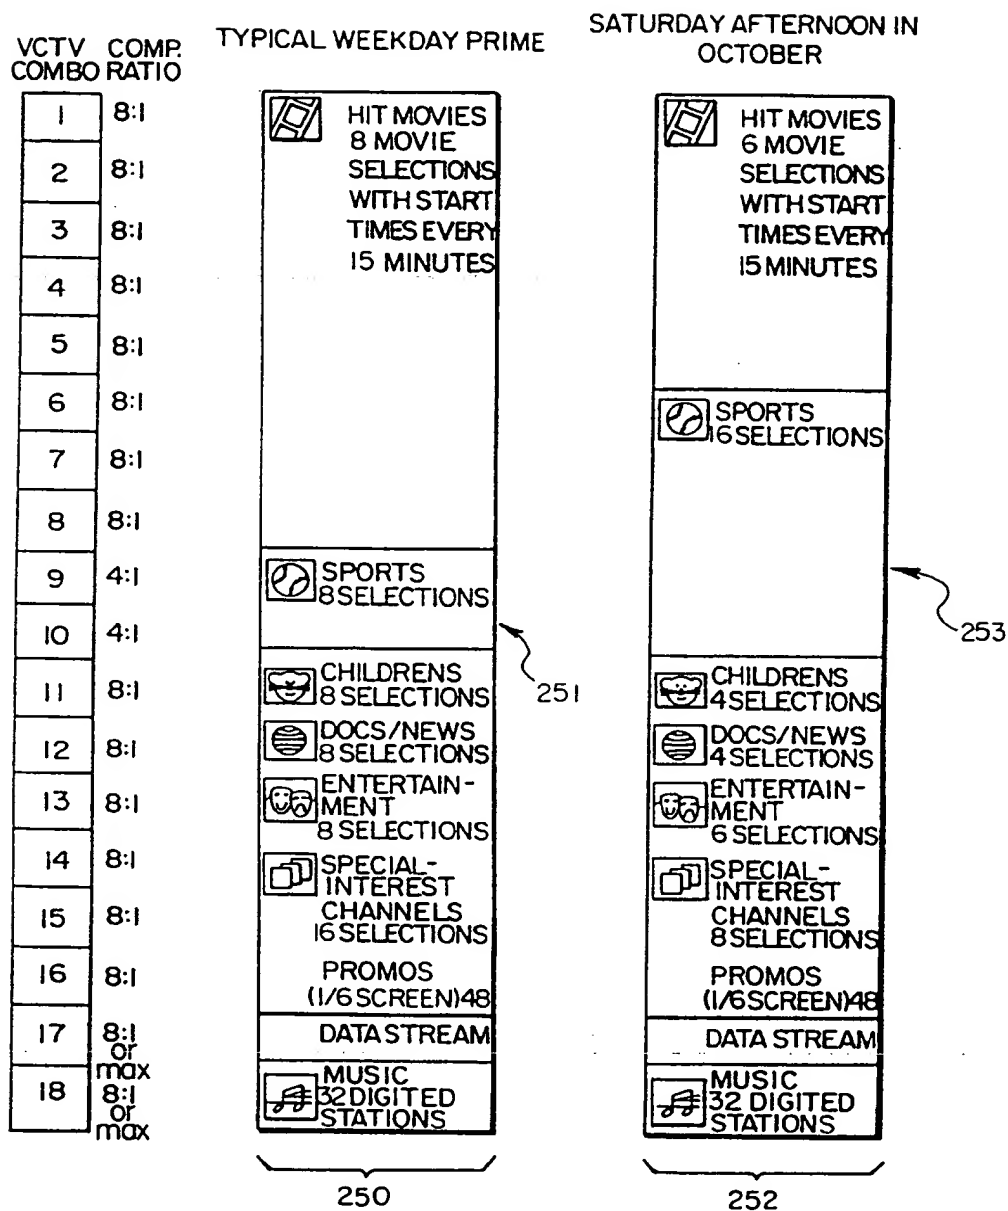 VCTV COMP.
COMBO RATIO
1 8:1
2 8:1
3 8:1
4 8:1
5 8:1
6 8:1
7 8:1
8 8:1
9 4:1
10 4:1
11 8:1
12 8:1
13 8:1
14 8:1
15 8:1
16 8:1
17 8:1
or
max
18 8:1
or
max
TYPICAL WEEKDAY PRIME
HIT MOVIES
8 MOVIE
SELECTIONS
WITH START
TIMES EVERY
15 MINUTES
SPORTS
8 SELECTIONS
251
CHILDRENS
8 SELECTIONS
DOCS/NEWS
8 SELECTIONS
ENTERTAIN-
MENT
8 SELECTIONS
SPECIAL-
INTEREST
CHANNELS
16 SELECTIONS
PROMOS
(1/6 SCREEN)48
DATA STREAM
MUSIC
32 DIGITED
STATIONS
250
SATURDAY AFTERNOON IN
OCTOBER
HIT MOVIES
6 MOVIE
SELECTIONS
WITH START
TIMES EVERY
15 MINUTES
SPORTS
16 SELECTIONS
253
CHILDRENS
4 SELECTIONS
DOCS/NEWS
4 SELECTIONS
ENTERTAIN-
MENT
6 SELECTIONS
SPECIAL-
INTEREST
CHANNELS
8 SELECTIONS
PROMOS
(1/6 SCREEN)48
DATA STREAM
MUSIC
32 DIGITED
STATIONS
252